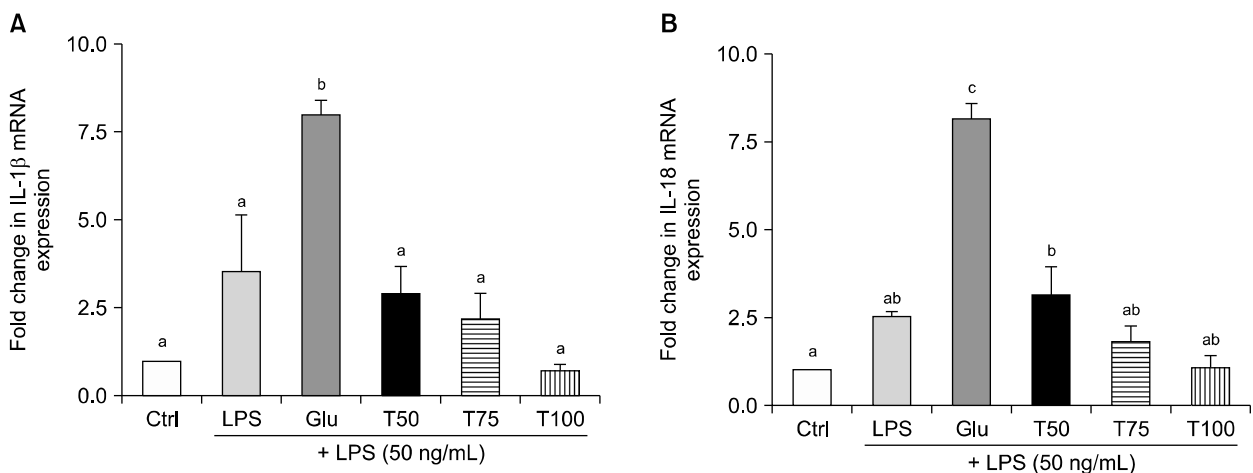 A
Fold change in IL-1β mRNA
expression
10.0
7.5
5.0
2.5
0.0
a
a
b
a
a
a
Ctrl LPS Glu T50 T75 T100
+ LPS (50 ng/mL)
B
Fold change in IL-18 mRNA
expression
10.0
7.5
5.0
2.5
0.0
a
ab
c
b
ab
ab
Ctrl LPS Glu T50 T75 T100
+ LPS (50 ng/mL)